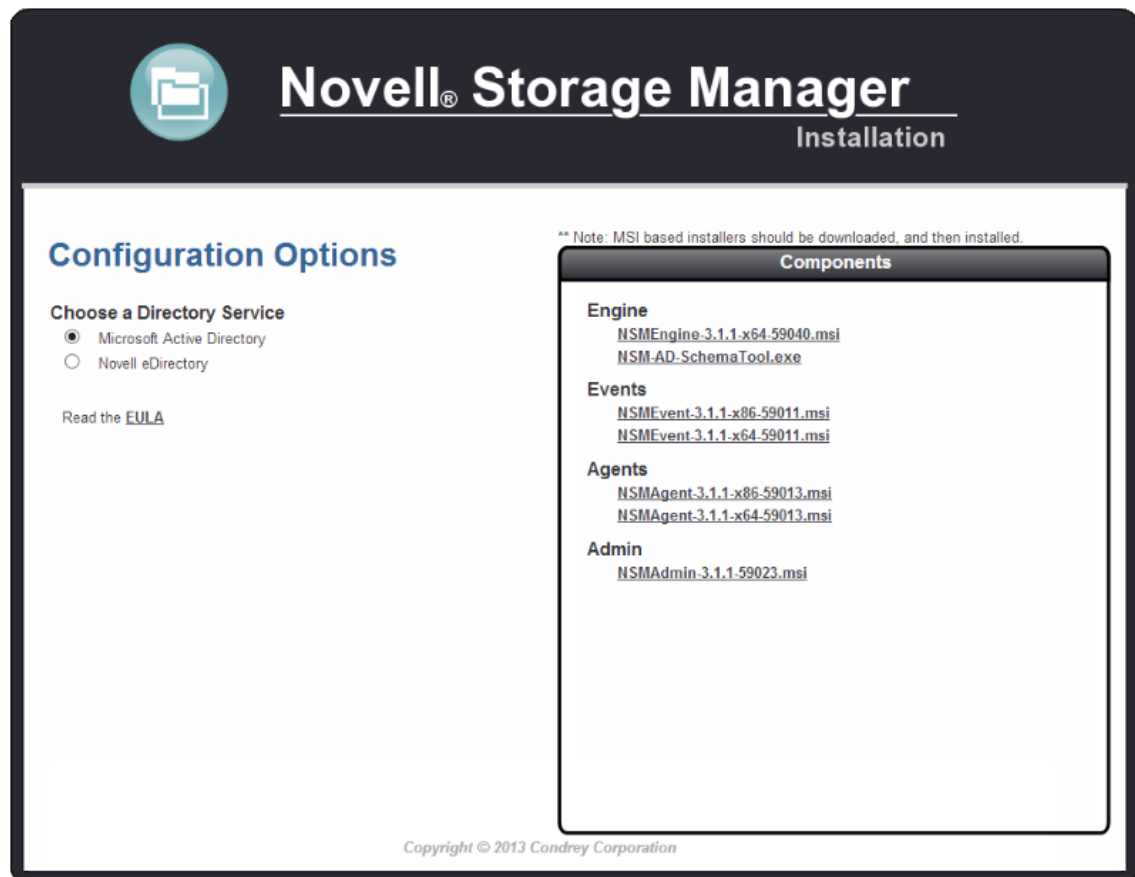 Novell® Storage Manager
Installation
Configuration Options
Choose a Directory Service
Microsoft Active Directory
Novell eDirectory
Read the EULA
** Note: MSI based installers should be downloaded, and then installed.
Components
Engine
NSMEngine-3.1.1-x64-59040.msi
NSM-AD-SchemaTool.exe
Events
NSMEvent-3.1.1-x86-59011.msi
NSMEvent-3.1.1-x64-59011.msi
Agents
NSMAgent-3.1.1-x86-59013.msi
NSMAgent-3.1.1-x64-59013.msi
Admin
NSMAdmin-3.1.1-59023.msi
Copyright © 2013 Condrey Corporation